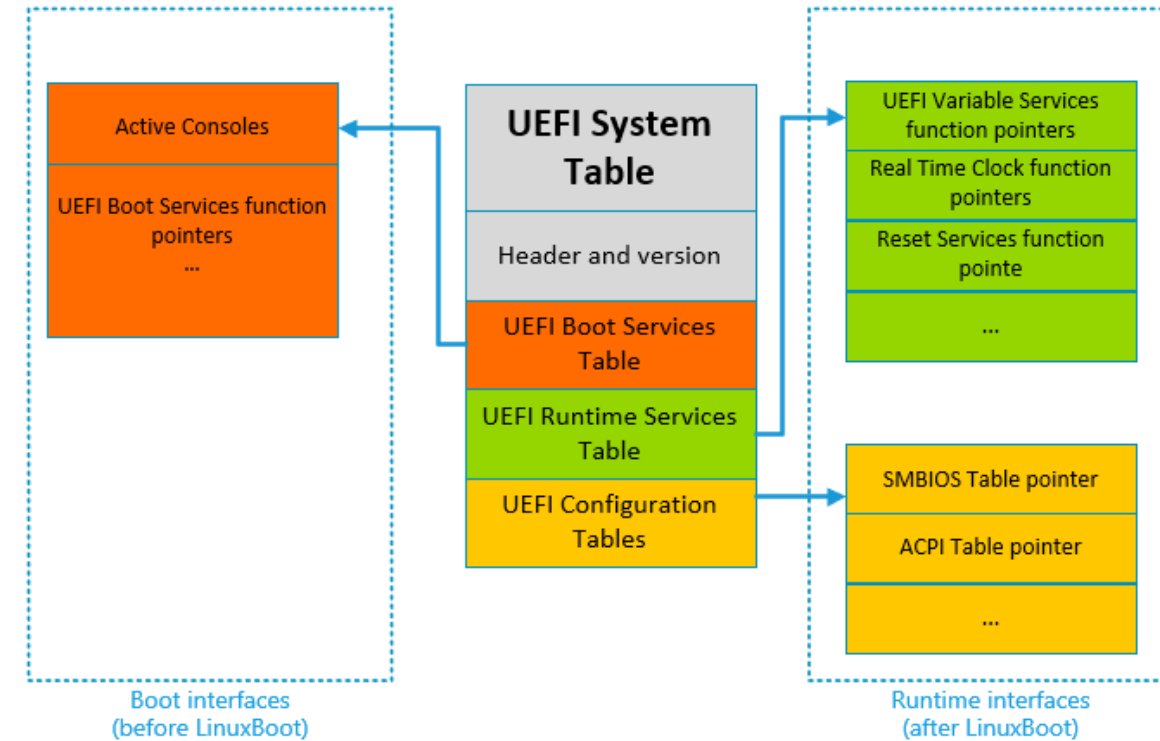 Active Consoles
UEFI Boot Services function
pointers
...
Boot interfaces
(before LinuxBoot)
UEFI System
Table
Header and version
UEFI Boot Services
Table
UEFI Runtime Services
Table
UEFI Configuration
Tables
UEFI Variable Services
function pointers
Real Time Clock function
pointers
Reset Services function
pointe
...
SMBIOS Table pointer
ACPI Table pointer
...
Runtime interfaces
(after LinuxBoot)